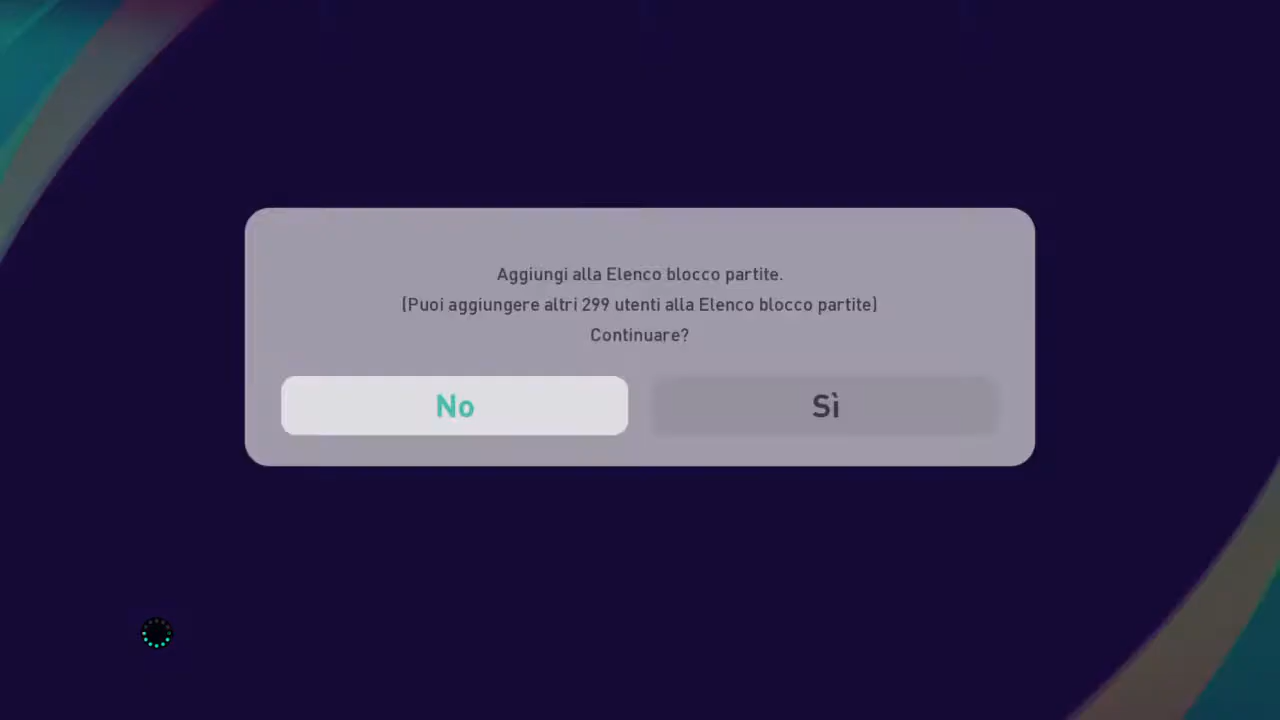 Aggiungi alla Elenco blocco partite.
(Puoi aggiungere altri 299 utenti alla Elenco blocco partite)
Continuare?
No
Sì